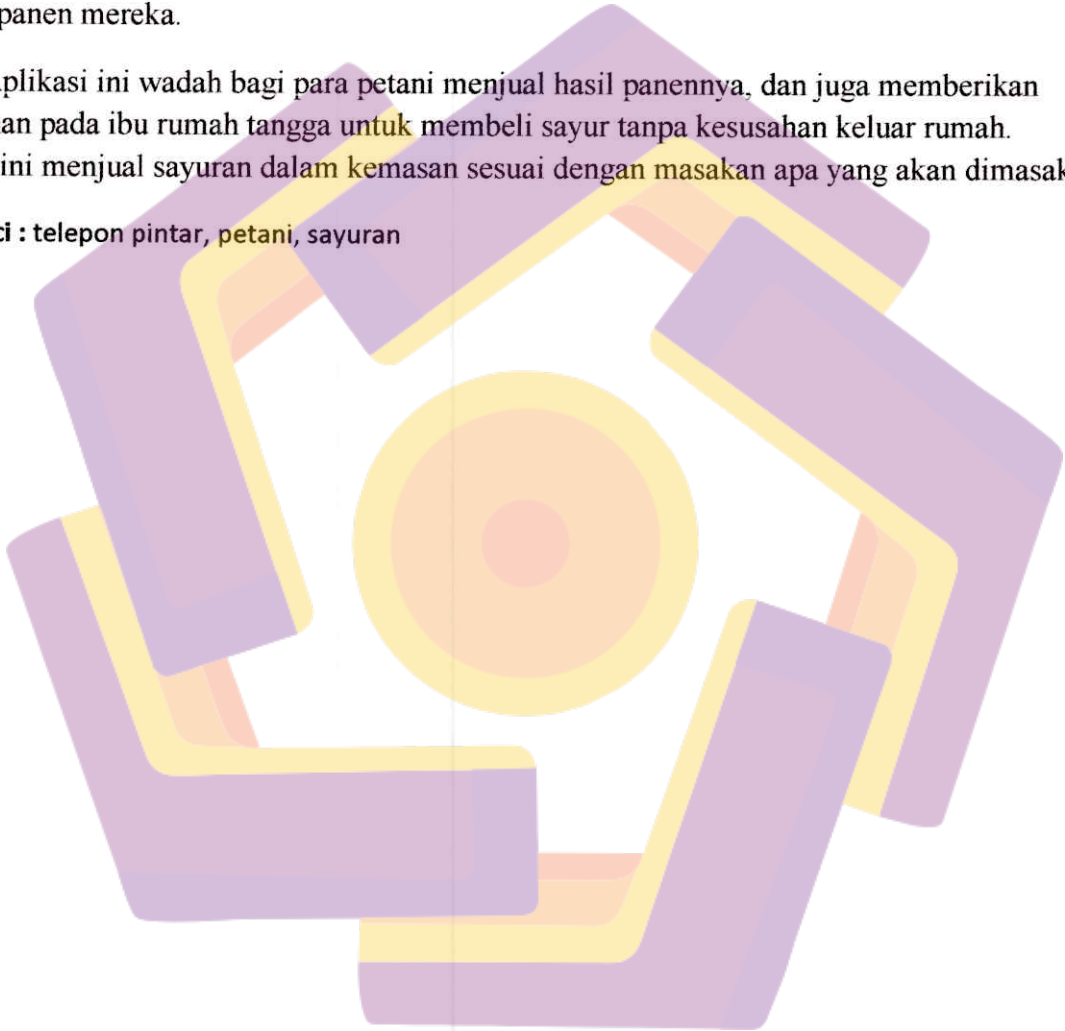 panen mereka.
plikasi ini wadah bagi para petani menjual hasil panennya, dan juga memberikan
an pada ibu rumah tangga untuk membeli sayur tanpa kesusahan keluar rumah.
ini menjual sayuran dalam kemasan sesuai dengan masakan apa yang akan dimasak
ci : telepon pintar, petani, sayuran